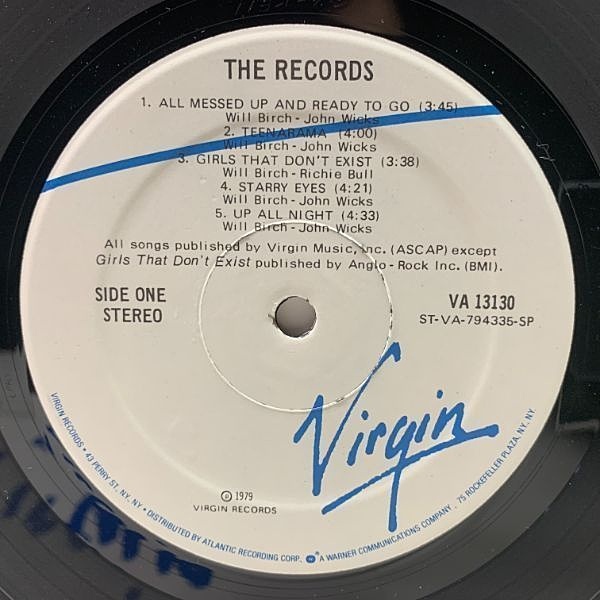 THE RECORDS
1. ALL MESSED UP AND READY TO GO (3:45)
Will Birch - John Wicks
2. TEENARAMA (4:00)
Will Birch - John Wicks
3. GIRLS THAT DON'T EXIST (3:38)
Will Birch - Richie Bull
4. STARRY EYES (4:21)
Will Birch - John Wicks
5. UP ALL NIGHT (4:33)
Will Birch - John Wicks
All songs published by Virgin Music, Inc. (ASCAP) except
Girls That Don't Exist published by Anglo-Rock Inc. (BMI).
SIDE ONE
STEREO
VA 13130
ST-VA-794335-SP
Virgin
℗ 1979
VIRGIN RECORDS
VIRGIN RECORDS • 43 PERRY ST. NY. NY • DISTRIBUTED BY ATLANTIC RECORDING CORP. A WARNER COMMUNICATIONS COMPANY. 75 ROCKEFELLER PLAZA, NY. NY.